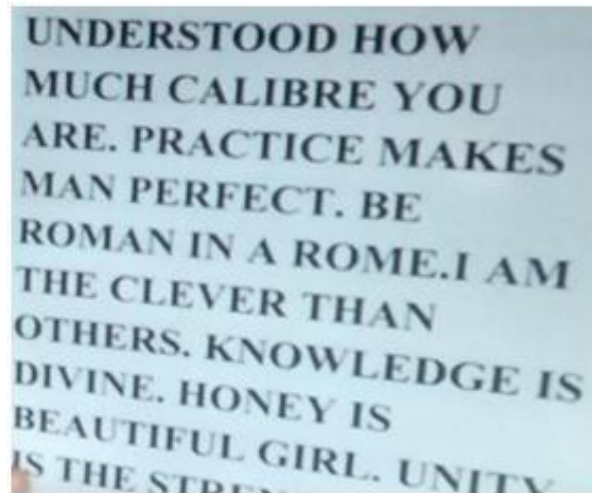 UNDERSTOOD HOW
MUCH CALIBRE YOU
ARE. PRACTICE MAKES
MAN PERFECT. BE
ROMAN IN A ROME.I AM
THE CLEVER THAN
OTHERS. KNOWLEDGE IS
DIVINE. HONEY IS
BEAUTIFUL GIRL. UNITY
IS THE